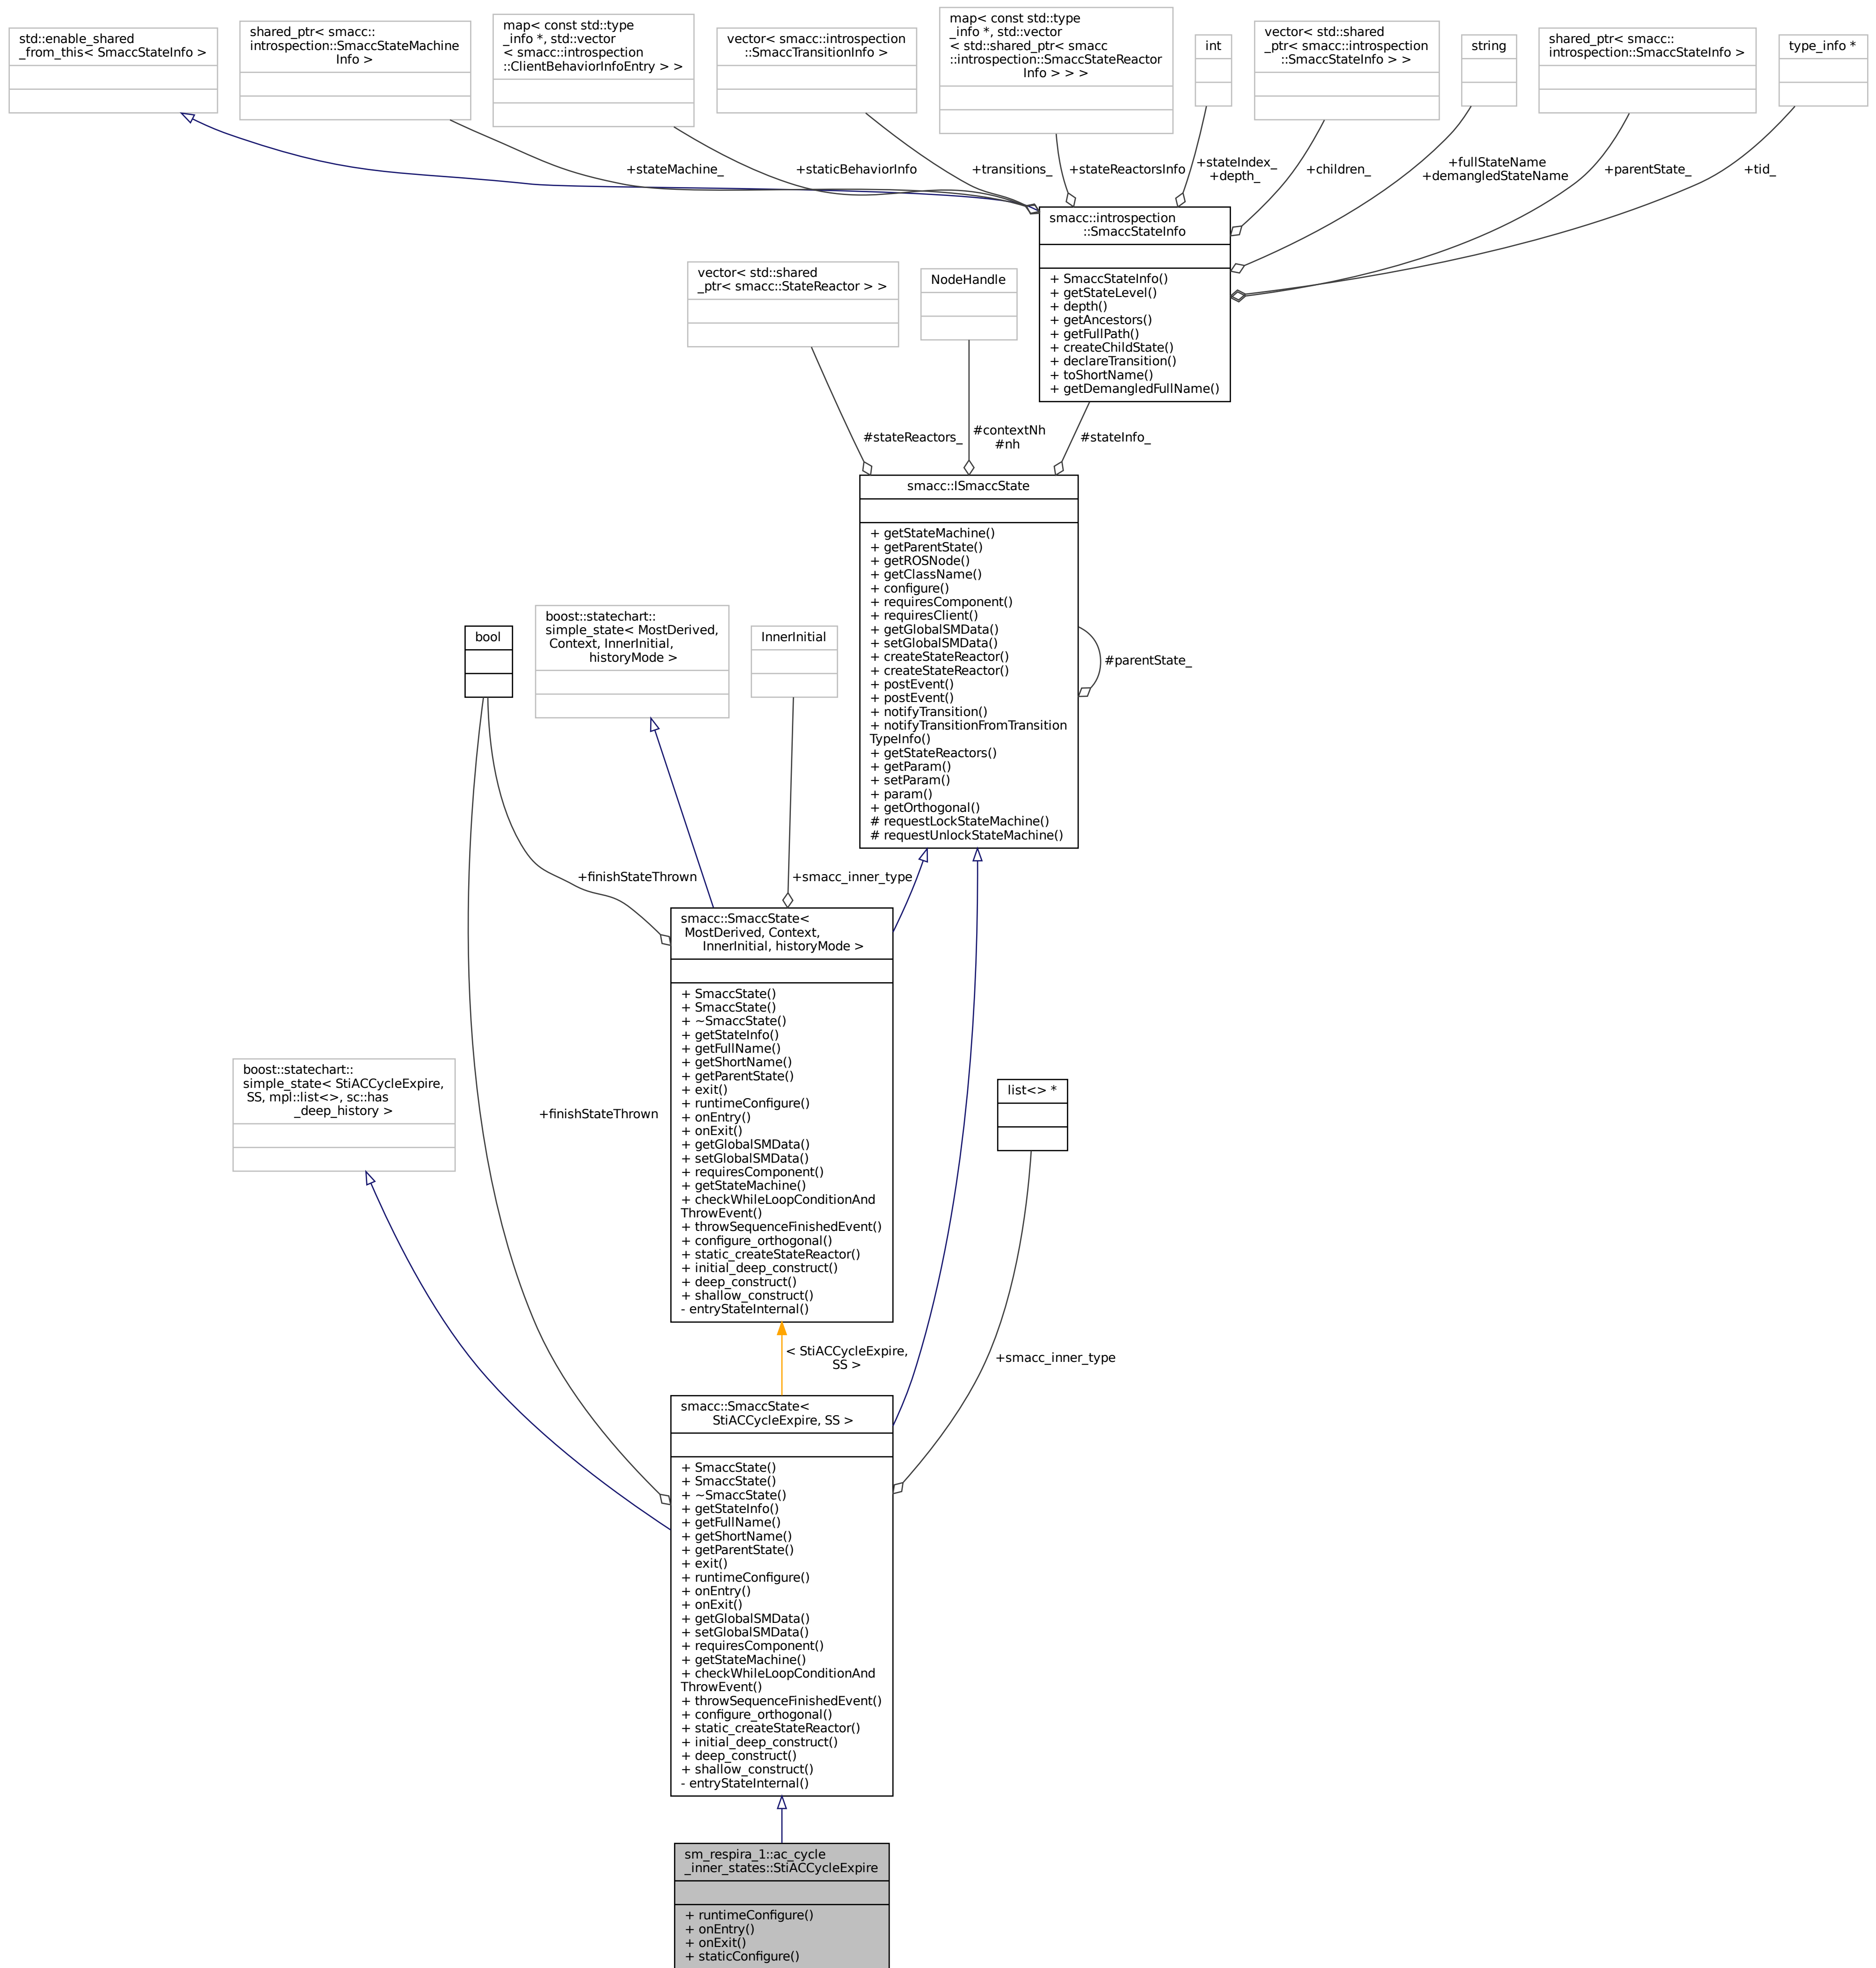 std::enable_shared
_from_this< SmaccStateInfo >
shared_ptr< smacc::
introspection::SmaccStateMachine
Info >
map< const std::type
_info *, std::vector
< smacc::introspection
::ClientBehaviorInfoEntry > >
vector< smacc::introspection
::SmaccTransitionInfo >
map< const std::type
_info *, std::vector
< std::shared_ptr< smacc
::introspection::SmaccStateReactor
Info > > >
int
vector< std::shared
_ptr< smacc::introspection
::SmaccStateInfo > >
string
shared_ptr< smacc::
introspection::SmaccStateInfo >
type_info *
+stateMachine_
+staticBehaviorInfo
+transitions_
+stateReactorsInfo
+stateIndex_
+depth_
+children_
+fullStateName
+demangledStateName
+parentState_
+tid_
smacc::introspection
::SmaccStateInfo
+ SmaccStateInfo()
+ getStateLevel()
+ depth()
+ getAncestors()
+ getFullPath()
+ createChildState()
+ declareTransition()
+ toShortName()
+ getDemangledFullName()
vector< std::shared
_ptr< smacc::StateReactor > >
NodeHandle
#stateReactors_
#contextNh
#nh
#stateInfo_
smacc::ISmaccState
+ getStateMachine()
+ getParentState()
+ getROSNode()
+ getClassName()
+ configure()
+ requiresComponent()
+ requiresClient()
+ getGlobalSMData()
+ setGlobalSMData()
+ createStateReactor()
+ createStateReactor()
+ postEvent()
+ postEvent()
+ notifyTransition()
+ notifyTransitionFromTransition
TypeInfo()
+ getStateReactors()
+ getParam()
+ setParam()
+ param()
+ getOrthogonal()
# requestLockStateMachine()
# requestUnlockStateMachine()
#parentState_
bool
boost::statechart::
simple_state< MostDerived,
Context, InnerInitial,
historyMode >
InnerInitial
+finishStateThrown
+smacc_inner_type
smacc::SmaccState<
MostDerived, Context,
InnerInitial, historyMode >
+ SmaccState()
+ SmaccState()
+ ~SmaccState()
+ getStateInfo()
+ getFullName()
+ getShortName()
+ getParentState()
+ exit()
+ runtimeConfigure()
+ onEntry()
+ onExit()
+ getGlobalSMData()
+ setGlobalSMData()
+ requiresComponent()
+ getStateMachine()
+ checkWhileLoopConditionAnd
ThrowEvent()
+ throwSequenceFinishedEvent()
+ configure_orthogonal()
+ static_createStateReactor()
+ initial_deep_construct()
+ deep_construct()
+ shallow_construct()
- entryStateInternal()
boost::statechart::
simple_state< StiACCycleExpire,
SS, mpl::list<>, sc::has
_deep_history >
+finishStateThrown
list<> *
< StiACCycleExpire,
SS >
+smacc_inner_type
smacc::SmaccState<
StiACCycleExpire, SS >
+ SmaccState()
+ SmaccState()
+ ~SmaccState()
+ getStateInfo()
+ getFullName()
+ getShortName()
+ getParentState()
+ exit()
+ runtimeConfigure()
+ onEntry()
+ onExit()
+ getGlobalSMData()
+ setGlobalSMData()
+ requiresComponent()
+ getStateMachine()
+ checkWhileLoopConditionAnd
ThrowEvent()
+ throwSequenceFinishedEvent()
+ configure_orthogonal()
+ static_createStateReactor()
+ initial_deep_construct()
+ deep_construct()
+ shallow_construct()
- entryStateInternal()
sm_respira_1::ac_cycle
_inner_states::StiACCycleExpire
+ runtimeConfigure()
+ onEntry()
+ onExit()
+ staticConfigure()